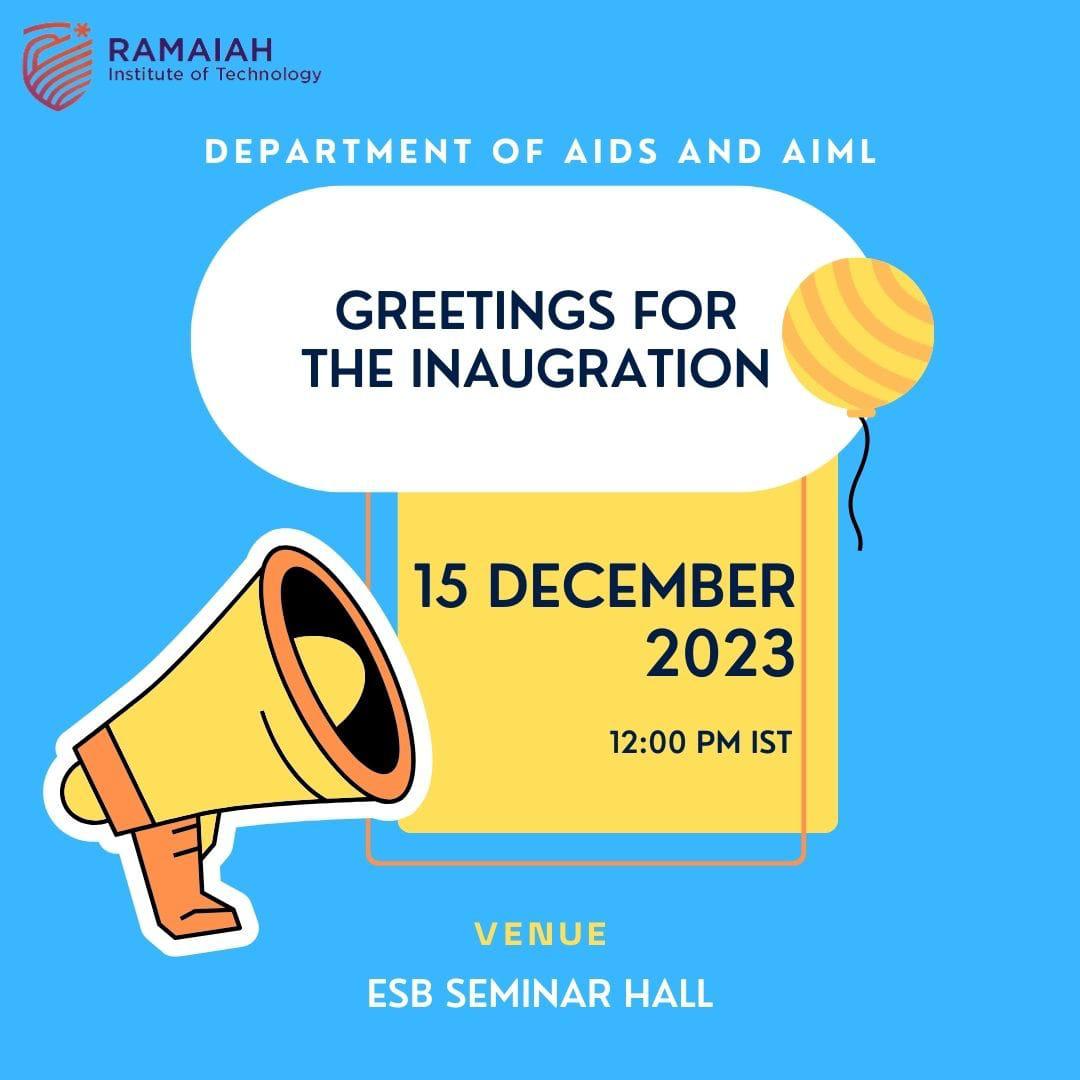 RAMAIAH
Institute of Technology
DEPARTMENT OF AIDS AND AIML
GREETINGS FOR
THE INAUGRATION
15 DECEMBER
2023
12:00 PM IST
VENUE
ESB SEMINAR HALL